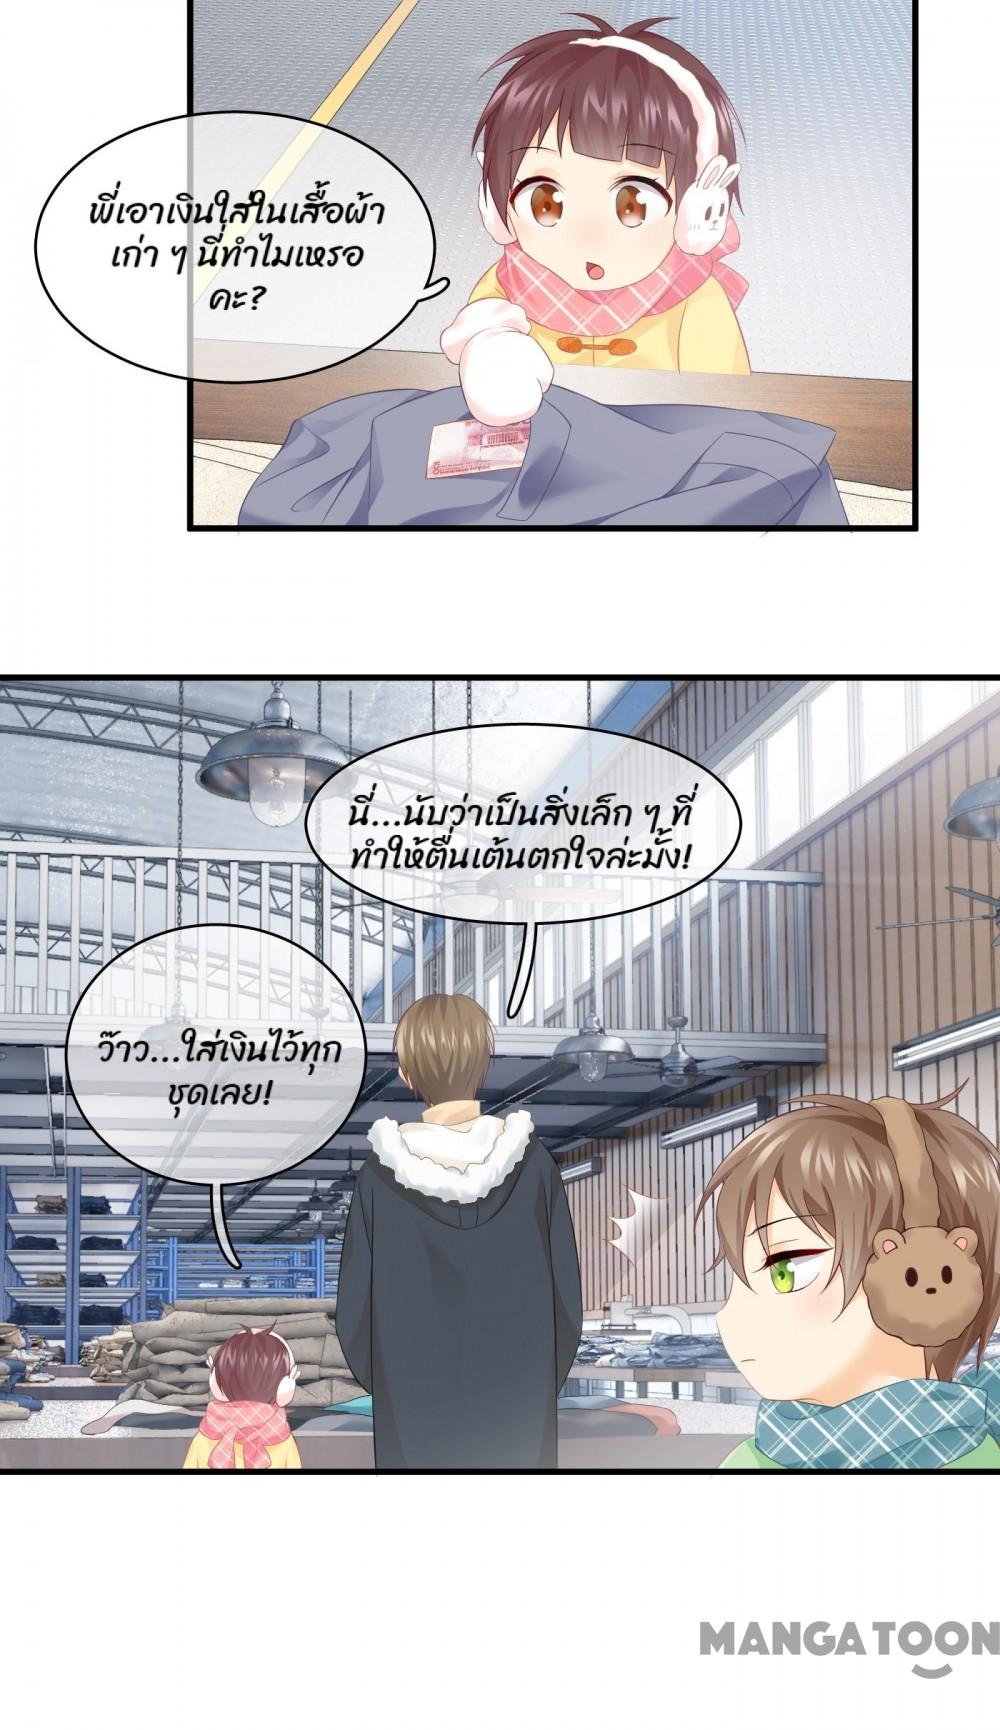 พี่เอาเงินใส่ในเสื้อผ้า
เก่า ๆ นี่ทำไมเหรอ
คะ?
นี่...นับว่าเป็นสิ่งเล็ก ๆ ที่
ทำให้ตื่นเต้นตกใจล่ะมั้ง!
ว๊าว...ใส่เงินไว้ทุก
ชุดเลย!
MANGATOON